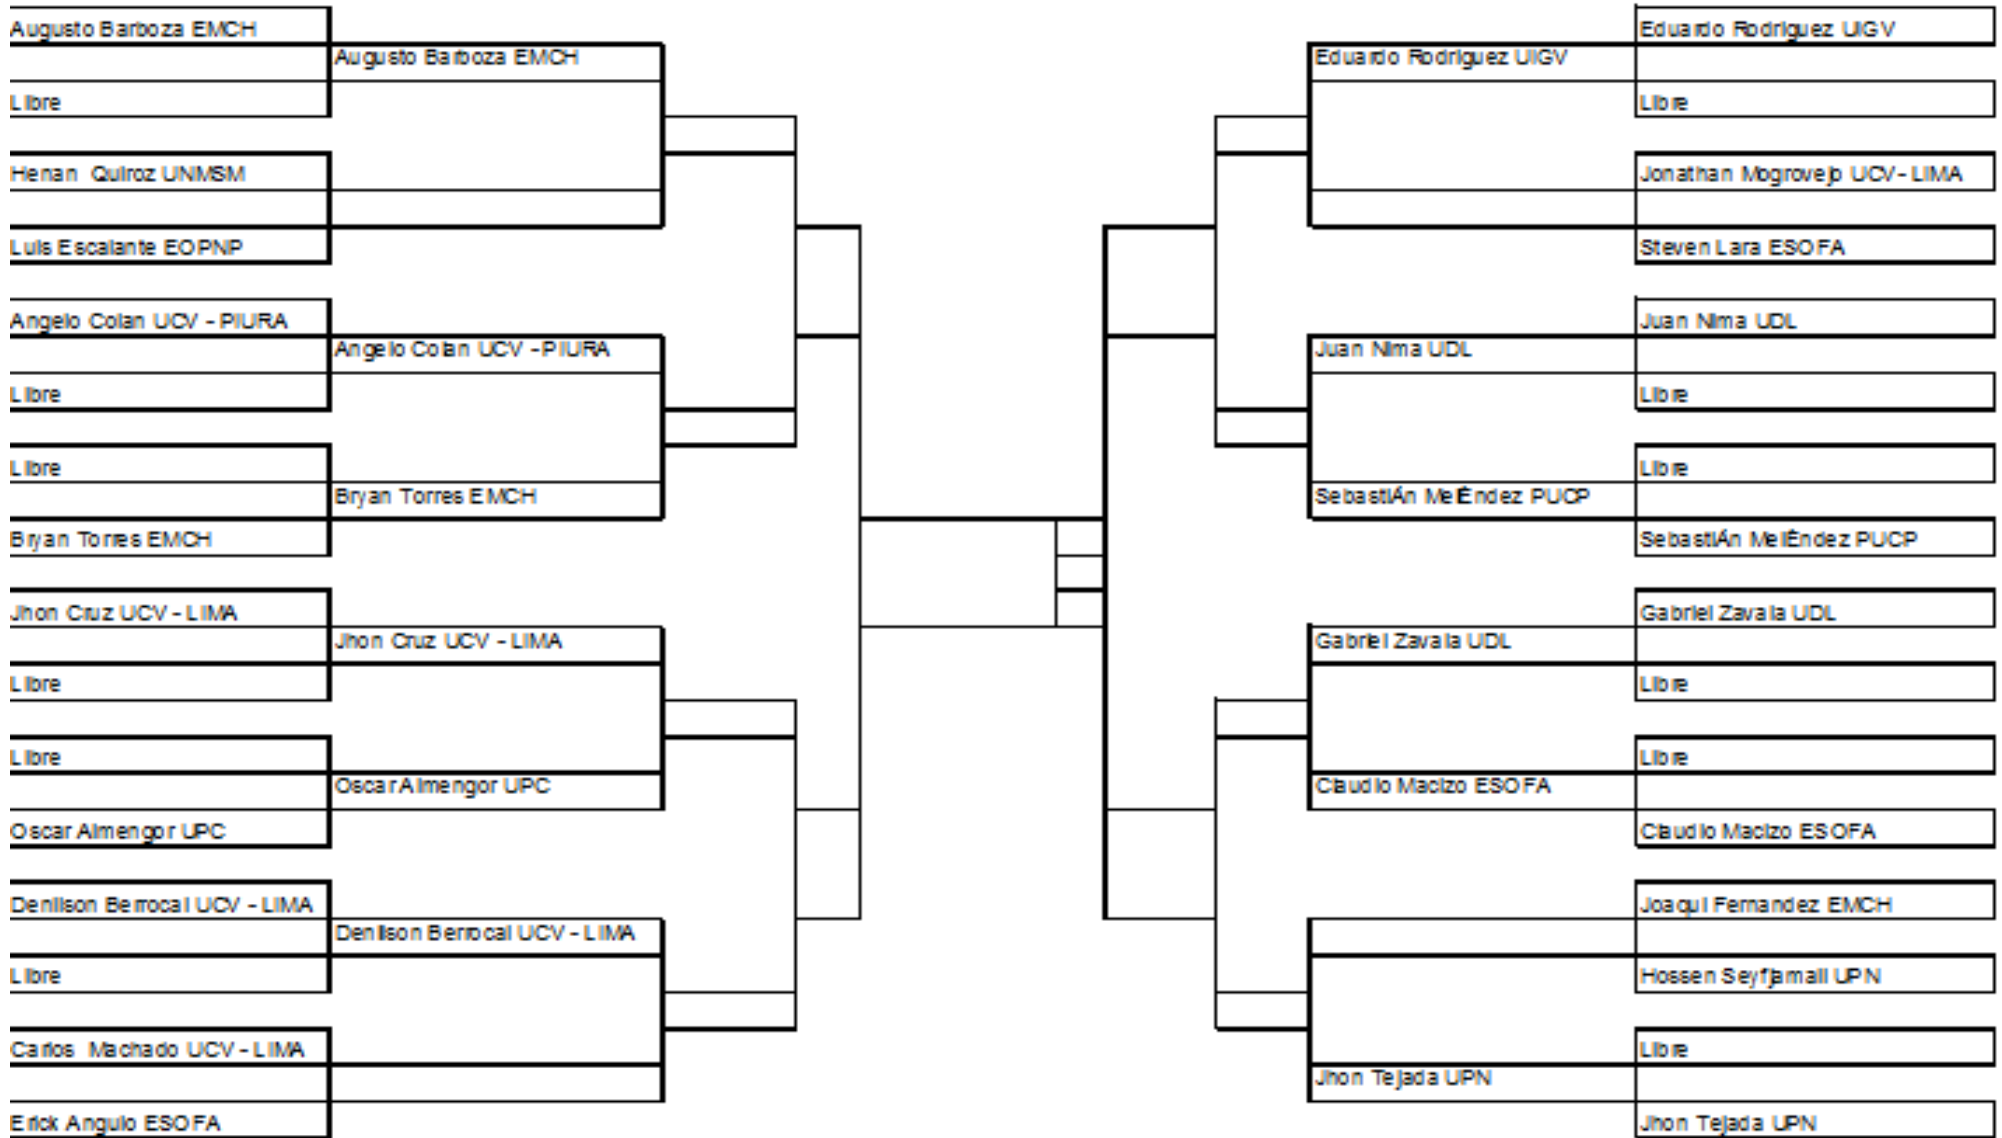 Augusto Barboza EMCH
Libre
Henan Quiroz UNMSM
Luis Escalante EOPNP
Angelo Colan UCV - PIURA
Libre
Libre
Bryan Torres EMCH
Jhon Cruz UCV - LIMA
Libre
Libre
Oscar Almengor UPC
Denilson Berrocal UCV - LIMA
Libre
Carlos Machado UCV - LIMA
Erick Angulo ESOFA
Augusto Barboza EMCH
Angelo Colan UCV - PIURA
Bryan Torres EMCH
Jhon Cruz UCV - LIMA
Oscar Almengor UPC
Denilson Berrocal UCV - LIMA
Eduardo Rodriguez UIGV
Juan Nima UDL
SebastiÁn MelÉndez PUCP
Gabriel Zavala UDL
Claudio Macizo ESOFA
Jhon Tejada UPN
Eduardo Rodriguez UIGV
Libre
Jonathan Mogrovejo UCV - LIMA
Steven Lara ESOFA
Juan Nima UDL
Libre
Libre
SebastiÁn MelÉndez PUCP
Gabriel Zavala UDL
Libre
Libre
Claudio Macizo ESOFA
Joaqui Fernandez EMCH
Hossen Seyfjamali UPN
Libre
Jhon Tejada UPN